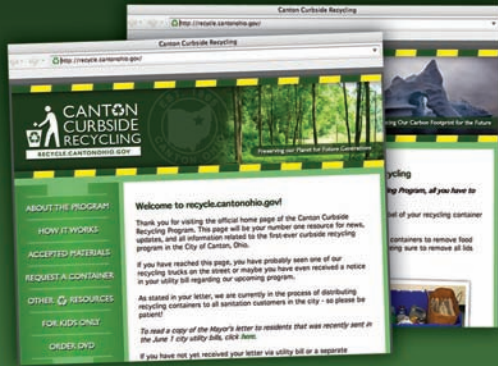 Canton Curbside Recycling
http://recycle.cantonohio.gov/
Our Carbon Footprint for the Future
all you have to
of your recycling container
containers to remove food
sure to remove all lids
Canton Curbside Recycling
http://recycle.cantonohio.gov/
CANTON
CURBSIDE
RECYCLING
RECYCLE.CANTONOHIO.GOV
Preserving our Planet for Future Generations
ABOUT THE PROGRAM
HOW IT WORKS
ACCEPTED MATERIALS
REQUEST A CONTAINER
OTHER RESOURCES
FOR KIDS ONLY
ORDER DVD
Welcome to recycle.cantonohio.gov!
Thank you for visiting the official home page of the Canton Curbside
Recycling Program. This page will be your number one resource for news,
updates, and all information related to the first-ever curbside recycling
program in the City of Canton, Ohio.
If you have reached this page, you have probably seen one of our
recycling trucks on the street or maybe you have even received a notice
in your utility bill regarding our upcoming program.
As stated in your letter, we are currently in the process of distributing
recycling containers to all sanitation customers in the city - so please be
patient!
To read a copy of the Mayor's letter to residents that was recently sent in
the June 1 city utility bills, click here.
If you have not yet received your letter via utility bill or a separate